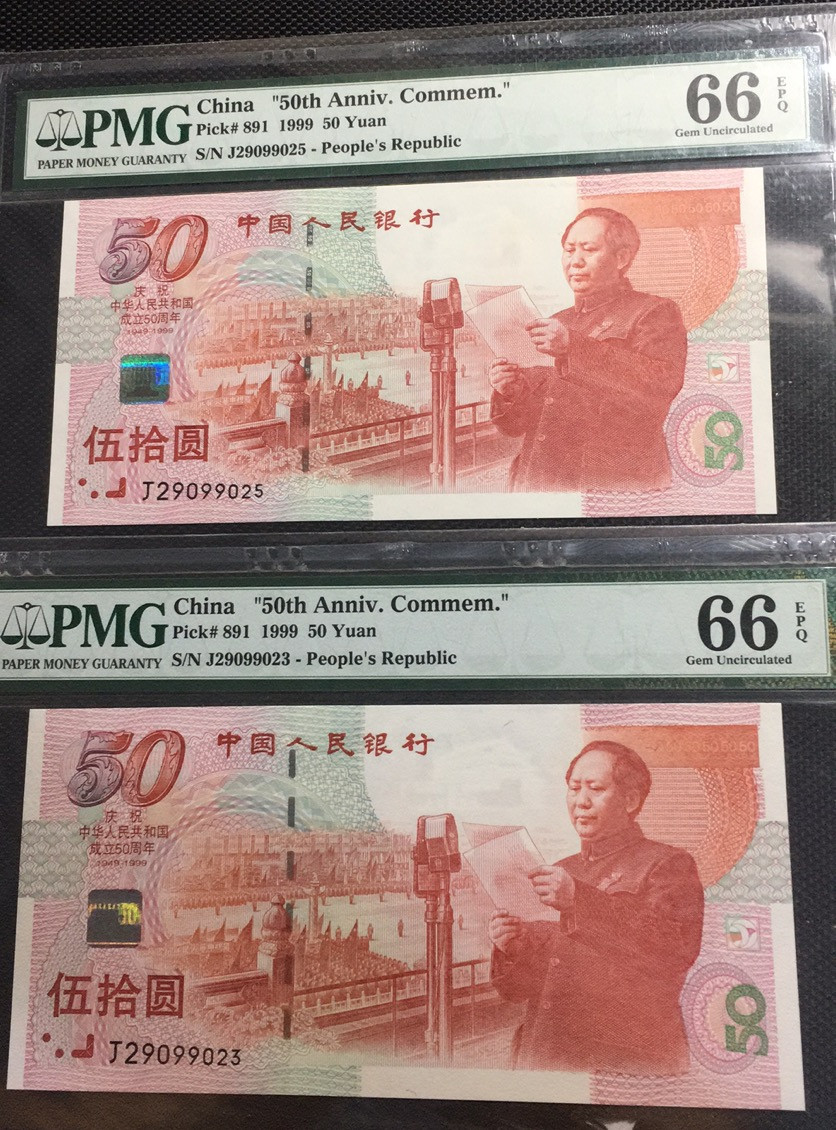 PMG
PAPER MONEY GUARANTY
China "50th Anniv. Commem."
Pick# 891 1999 50 Yuan
S/N J29099025 - People's Republic
66
EPQ
Gem Uncirculated
50
中国人民银行
庆祝
中华人民共和国
成立50周年
1949-1999
伍拾圆
J29099025
50
PMG
PAPER MONEY GUARANTY
China "50th Anniv. Commem."
Pick# 891 1999 50 Yuan
S/N J29099023 - People's Republic
66
EPQ
Gem Uncirculated
50
中国人民银行
庆祝
中华人民共和国
成立50周年
1949-1999
伍拾圆
J29099023
50